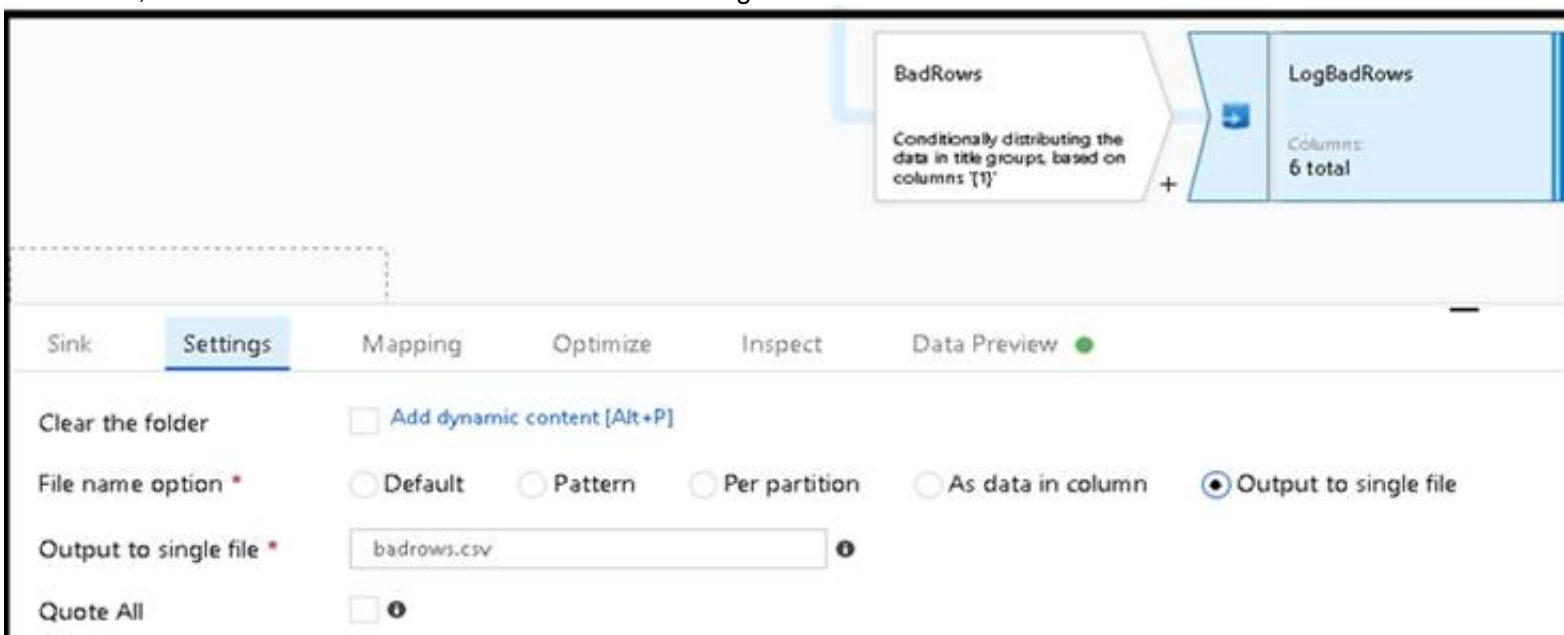 BadRows
Conditionally distributing the
data in title groups, based on
columns '{1}'
+
LogBadRows
Columns:
6 total
Sink Settings Mapping Optimize Inspect Data Preview
Clear the folder Add dynamic content [Alt+P]
File name option * Default Pattern Per partition As data in column Output to single file
Output to single file * badrows.csv
Quote All